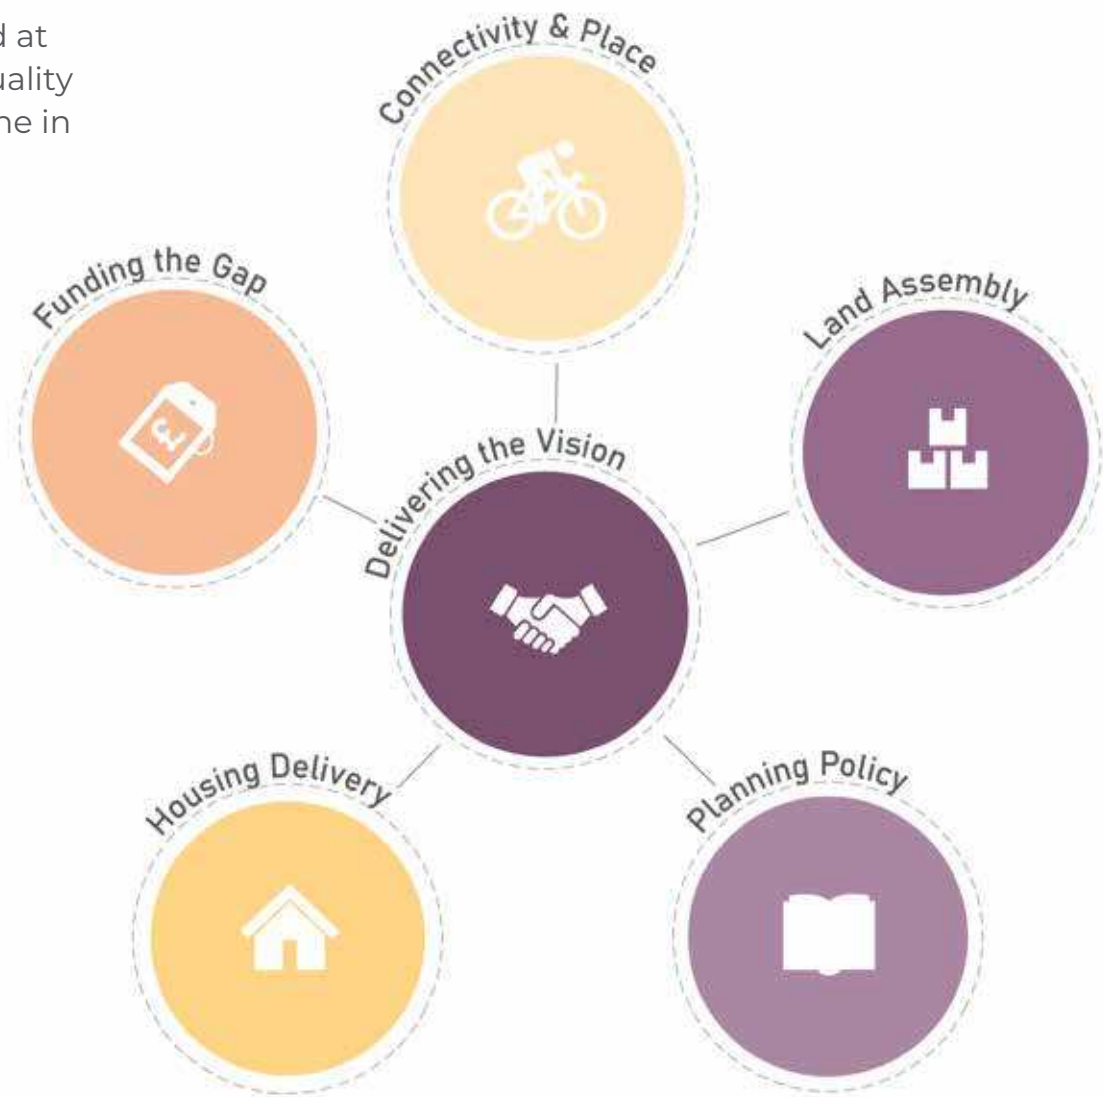 d at
uality
ne in
Connectivity & Place
Funding the Gap
Land Assembly
Delivering the Vision
£
Housing Delivery
Planning Policy